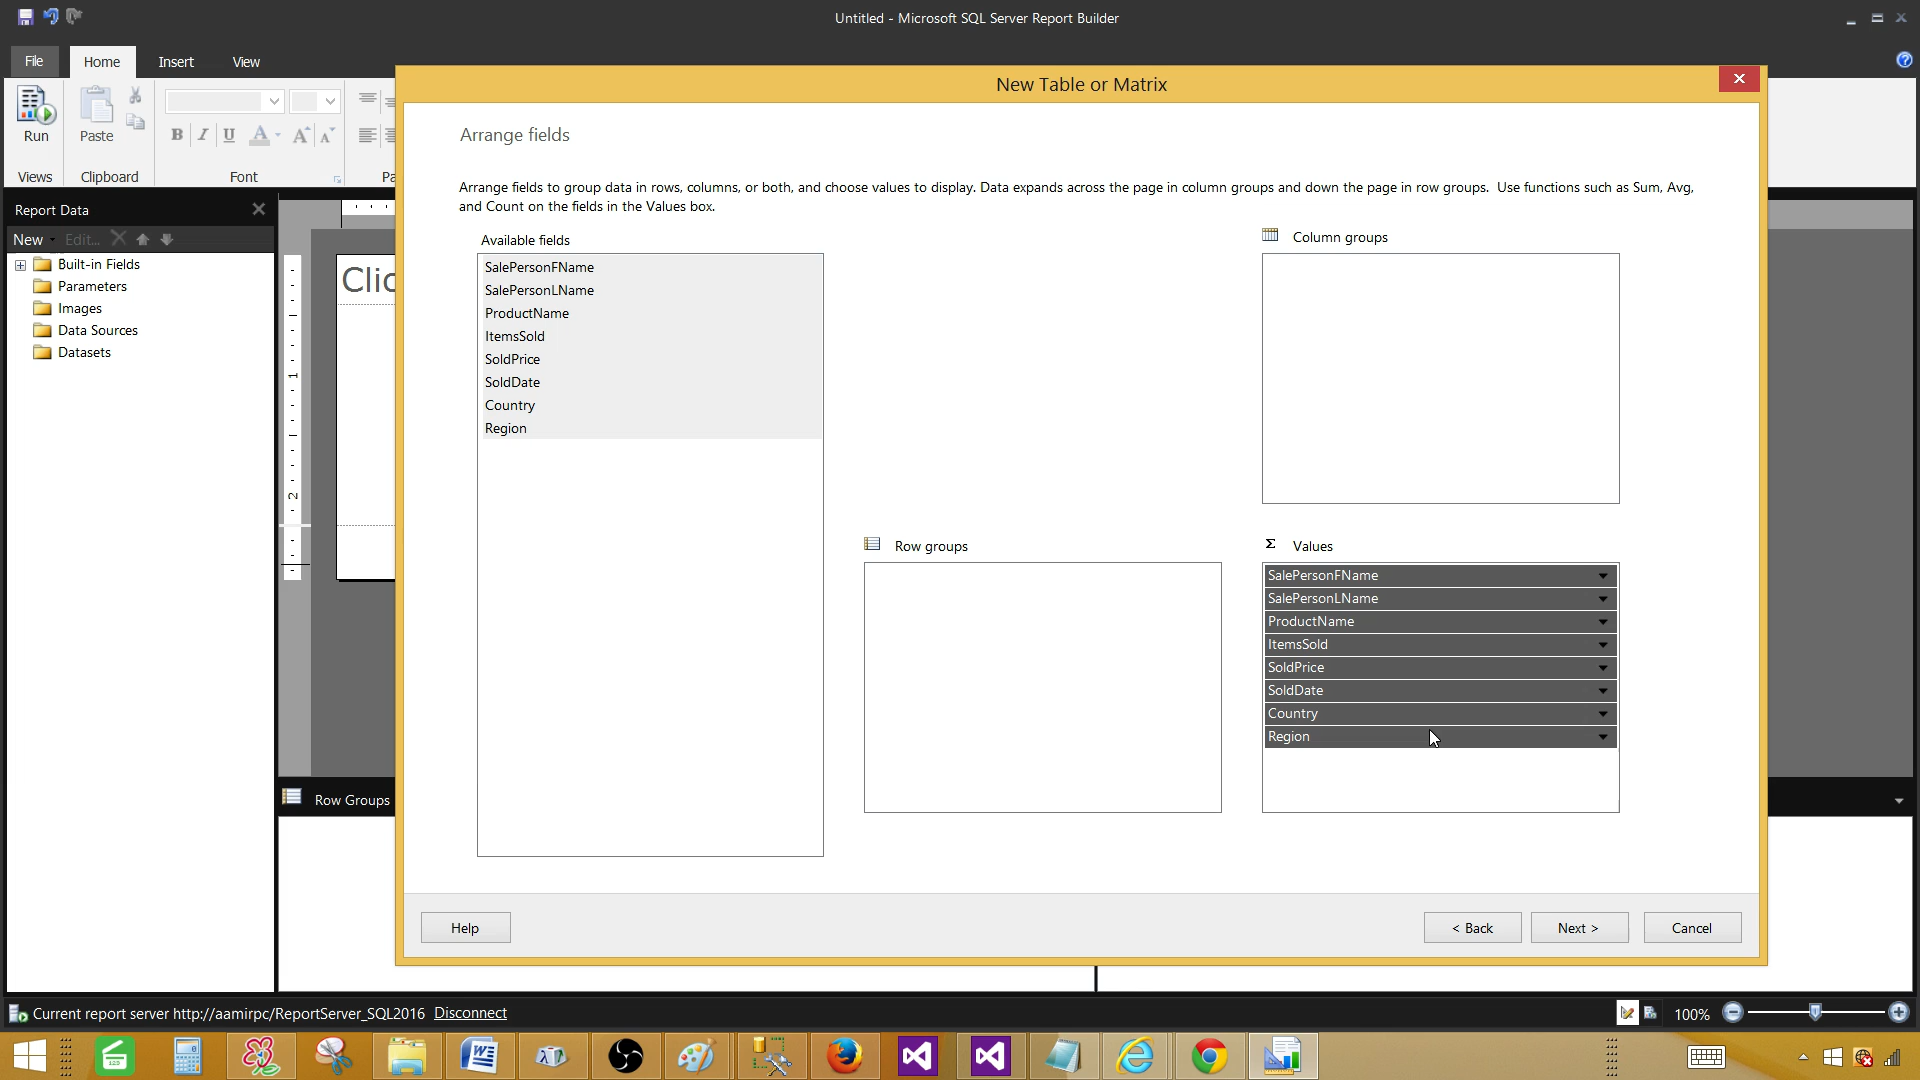 Untitled - Microsoft SQL Server Report Builder
File
Home
Insert
View
Run
Paste
B I U A A A
Views
Clipboard
Font
Pa
Report Data
New
Edit...
Built-in Fields
Parameters
Images
Data Sources
Datasets
Clic
1
2
Row Groups
New Table or Matrix
Arrange fields
Arrange fields to group data in rows, columns, or both, and choose values to display. Data expands across the page in column groups and down the page in row groups. Use functions such as Sum, Avg,
and Count on the fields in the Values box.
Available fields
SalePersonFName
SalePersonLName
ProductName
ItemsSold
SoldPrice
SoldDate
Country
Region
Column groups
Row groups
Σ Values
SalePersonFName
SalePersonLName
ProductName
ItemsSold
SoldPrice
SoldDate
Country
Region
Help
< Back
Next >
Cancel
Current report server http://aamirpc/ReportServer_SQL2016 Disconnect
100%